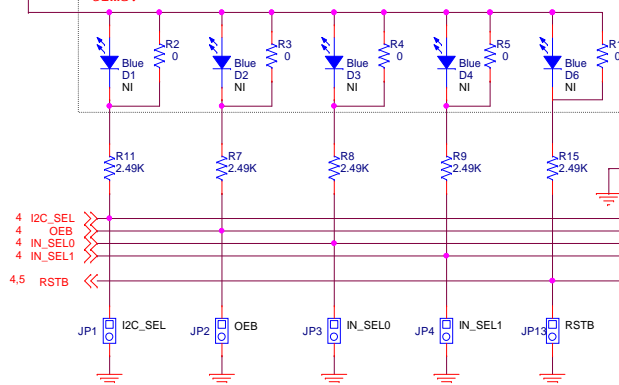 R2
0
R3
0
R4
0
R5
0
Blue
D1
NI
Blue
D2
NI
Blue
D3
NI
Blue
D4
NI
Blue
D6
NI
R11
2.49K
R7
2.49K
R8
2.49K
R9
2.49K
R15
2.49K
4 I2C_SEL
4 OEB
4 IN_SEL0
4 IN_SEL1
4,5 RSTB
JP1 I2C_SEL
JP2 OEB
JP3 IN_SEL0
JP4 IN_SEL1
JP13 RSTB